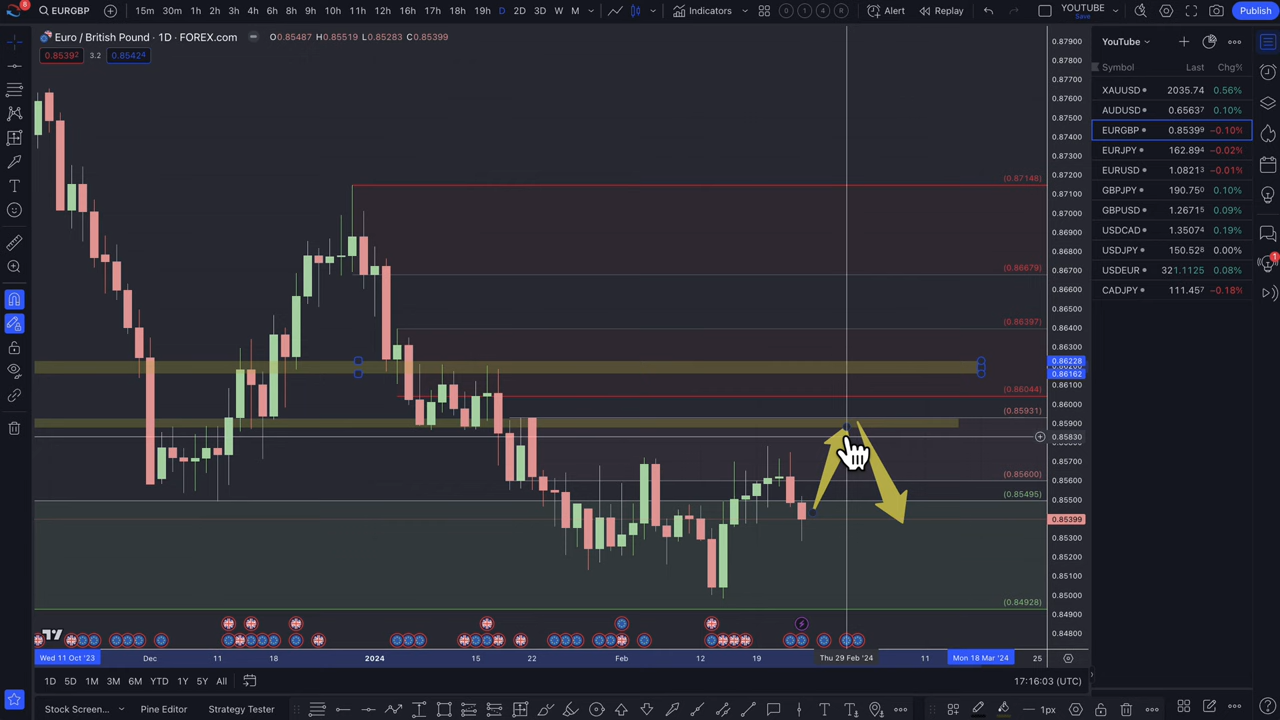 EURGBP 15m 30m 1h 2h 3h 4h 5h 6h 8h 9h 10h 11h 12h 16h 17h 18h 19h D 2D 3D W M Indicators 0 1 4 R Alert Replay YOUTUBE Save Publish
8
Euro / British Pound · 1D · FOREX.com O0.85487 H0.85519 L0.85283 C0.85399
0.85397 3.2 0.85424
YouTube
Symbol Last Chg%
XAUUSD 2035.74 0.56%
AUDUSD 0.65637 0.10%
EURGBP 0.85399 −0.10%
EURJPY 162.894 −0.02%
EURUSD 1.08213 −0.01%
GBPJPY 190.750 0.10%
GBPUSD 1.26715 0.09%
USDCAD 1.35074 0.19%
USDJPY 150.528 0.00%
USDEUR 321.1125 0.08%
CADJPY 111.457 −0.18%
1
0.87900
0.87800
0.87700
0.87600
0.87500
0.87400
0.87300
0.87200
0.87100
0.87000
0.86900
0.86800
0.86700
0.86600
0.86500
0.86400
0.86300
0.86228
0.86162
0.86100
0.86000
0.85900
0.85830
0.85700
0.85600
0.85500
0.85399
0.85300
0.85200
0.85100
0.85000
0.84900
0.84800
(0.87148)
(0.86679)
(0.86397)
(0.86044)
(0.85931)
(0.85600)
(0.85495)
(0.84928)
Wed 11 Oct '23 Dec 11 18 2024 15 22 Feb 12 19 Thu 29 Feb '24 11 Mon 18 Mar '24 25
1D 5D 1M 3M 6M YTD 1Y 5Y All 17:16:03 (UTC)
Stock Screen... Pine Editor Strategy Tester 1px